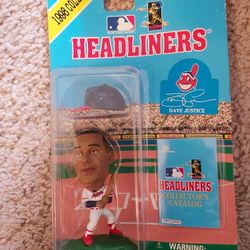 1998 COLL
HEADLINERS®
DAVE JUSTICE
HEADLINERS
COLLECTOR'S
CATALOG
WARNING: